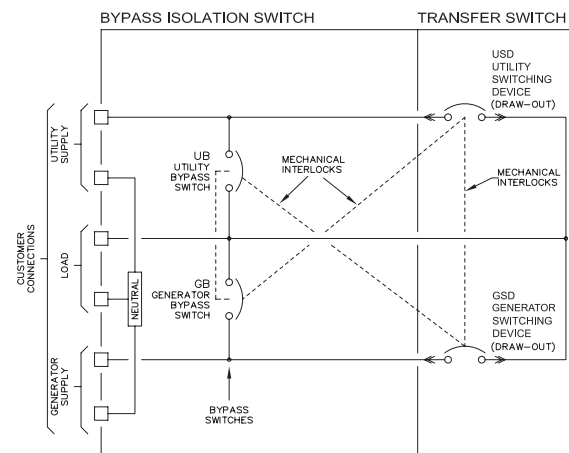 BYPASS ISOLATION SWITCH
TRANSFER SWITCH
USD
UTILITY
SWITCHING
DEVICE
(DRAW-OUT)
UTILITY
SUPPLY
UB
UTILITY
BYPASS
SWITCH
MECHANICAL
INTERLOCKS
MECHANICAL
INTERLOCKS
CUSTOMER
CONNECTIONS
LOAD
NEUTRAL
GB
GENERATOR
BYPASS
SWITCH
GSD
GENERATOR
SWITCHING
DEVICE
(DRAW-OUT)
GENERATOR
SUPPLY
BYPASS
SWITCHES